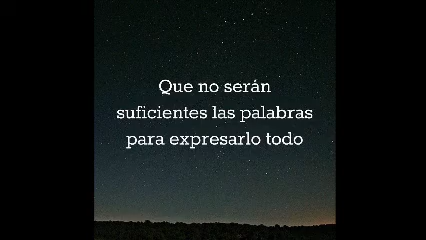 Que no serán
suficientes las palabras
para expresarlo todo